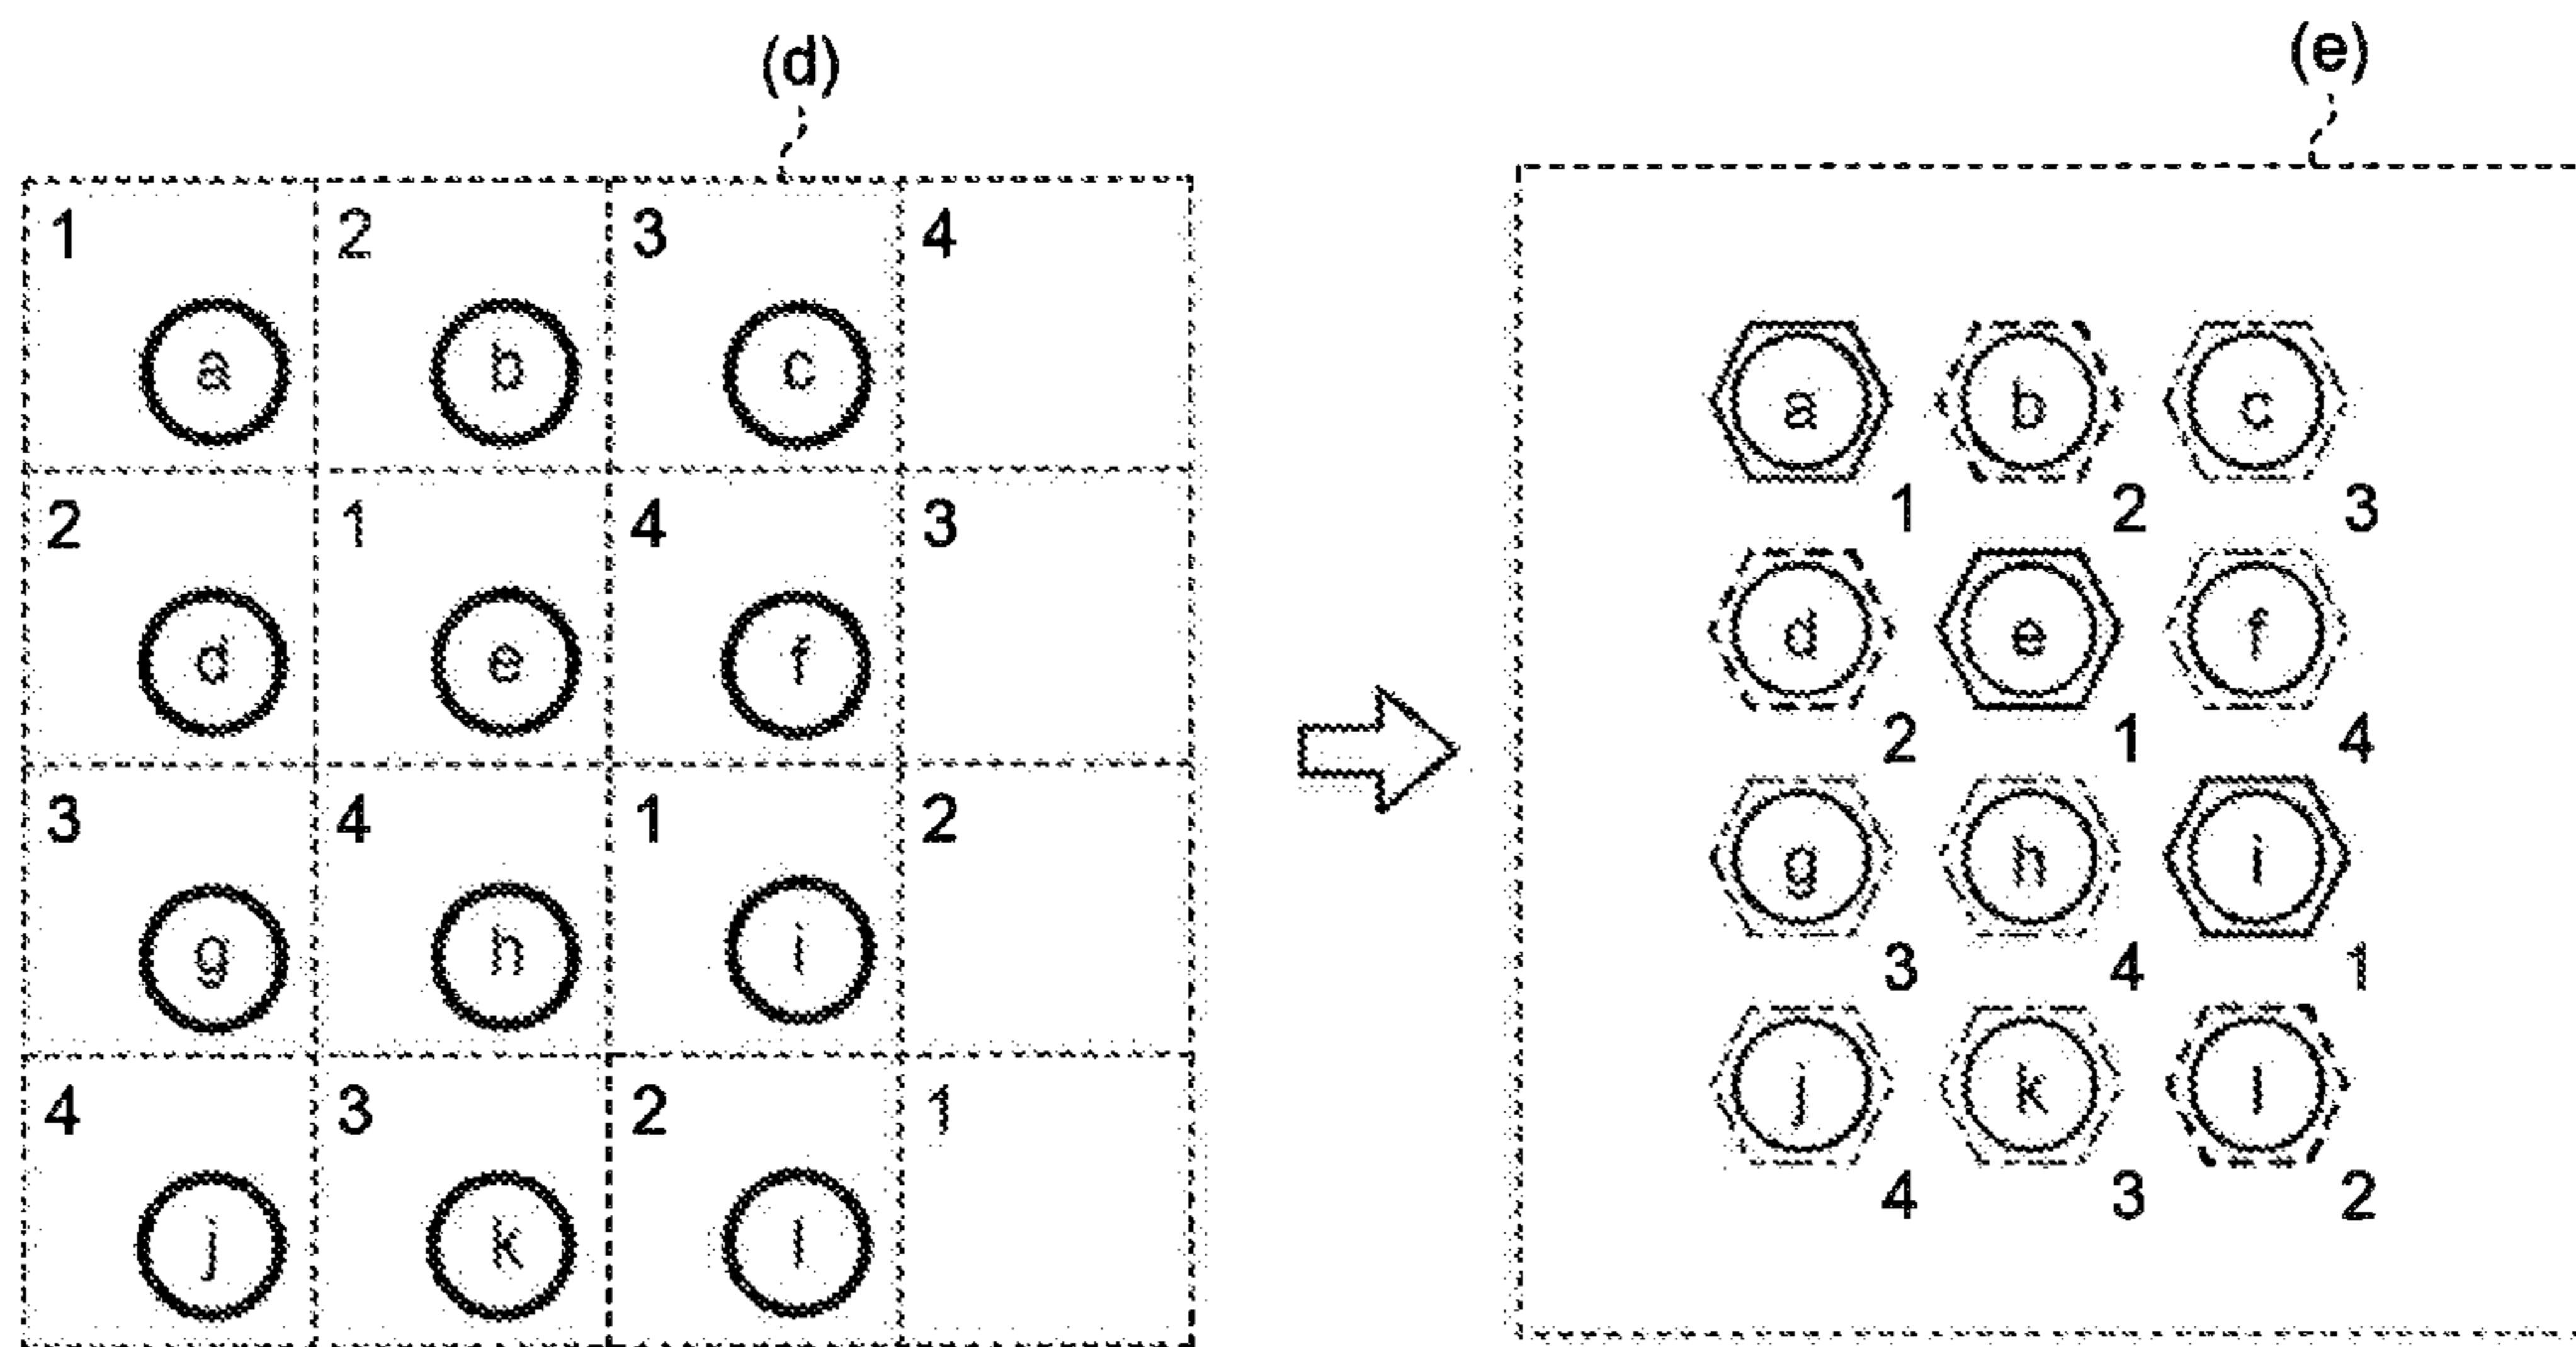 (d)
1 2 3 4
a b c
2 1 4 3
d e f
3 4 1 2
g h i
4 3 2 1
j k l
(e)
a b c
1 2 3
d e f
2 1 4
g h i
3 4 1
j k l
4 3 2